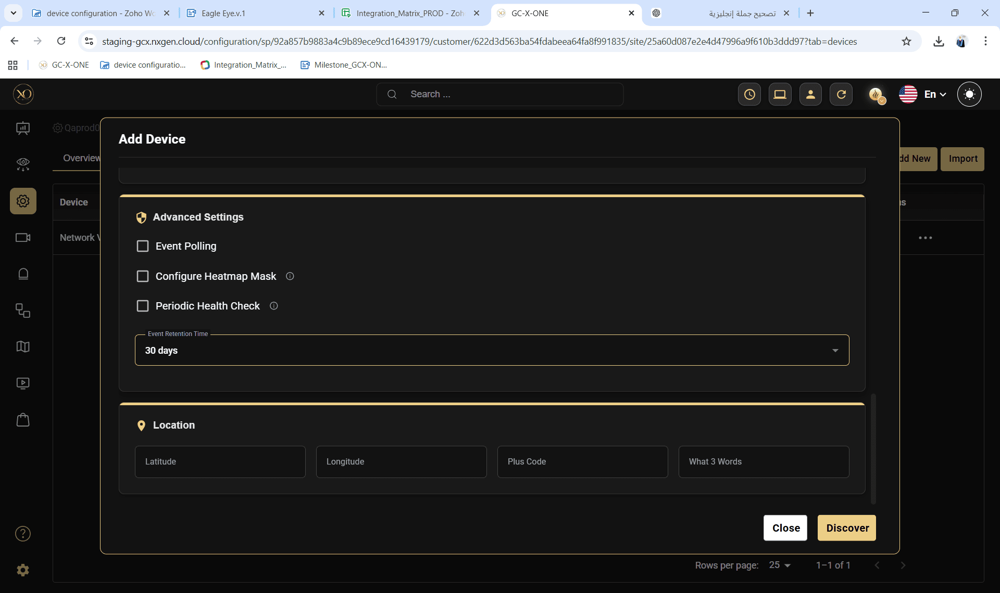 device configuration - Zoho Wo
Eagle Eye.v.1
Integration_Matrix_PROD - Zoh
GC-X-ONE
تصحيح جملة إنجليزية
staging-gcx.nxgen.cloud/configuration/sp/92a857b9883a4c9b89ece9cd16439179/customer/622d3d563ba54fdabeea64fa8f991835/site/25a60d087e2e4d47996a9f610b3ddd97?tab=devices
GC-X-ONE
device configuratio...
Integration_Matrix_...
Milestone_GCX-ON...
XO
Search ...
En
Qaprod0
Add Device
Overview
dd New
Import
Device
s
Advanced Settings
Network V
Event Polling
Configure Heatmap Mask
Periodic Health Check
Event Retention Time
30 days
Location
Latitude
Longitude
Plus Code
What 3 Words
Close
Discover
Rows per page:
25
1–1 of 1